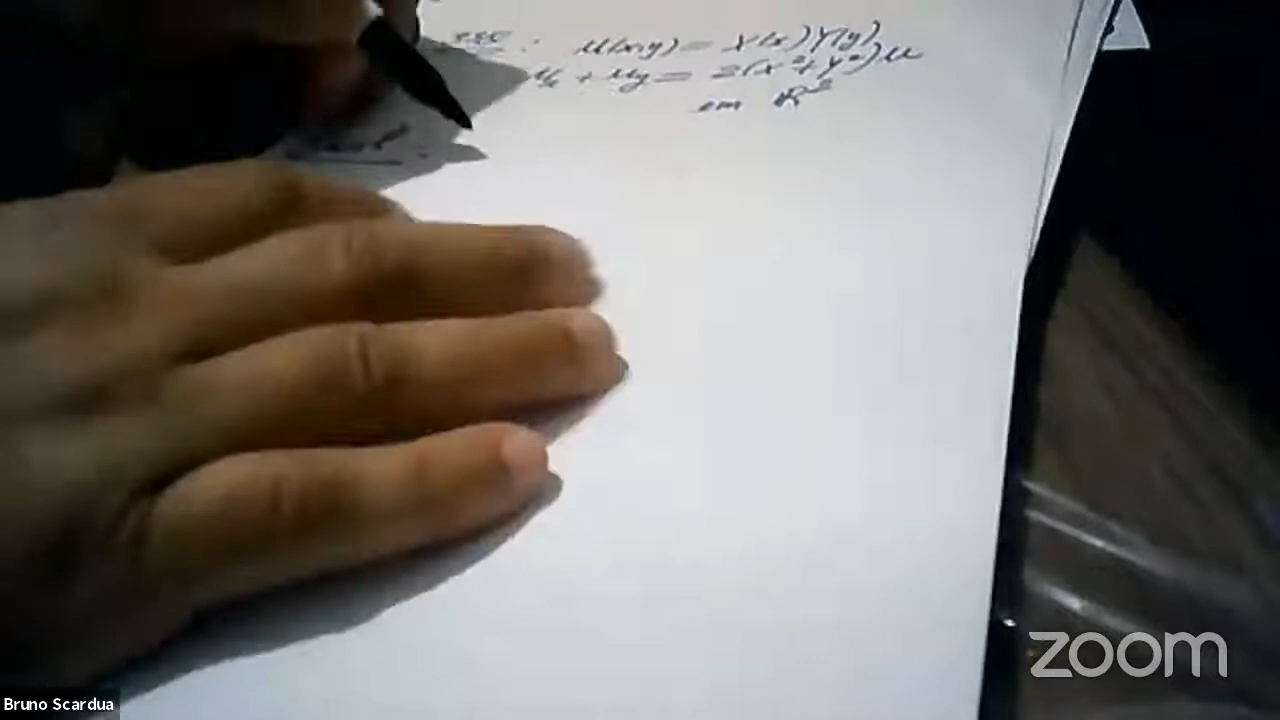 : u(x,y) = X(x)Y(y)
u_x + u_y = 2(x²+y²)u
em ℝ²
zoom
Bruno Scardua